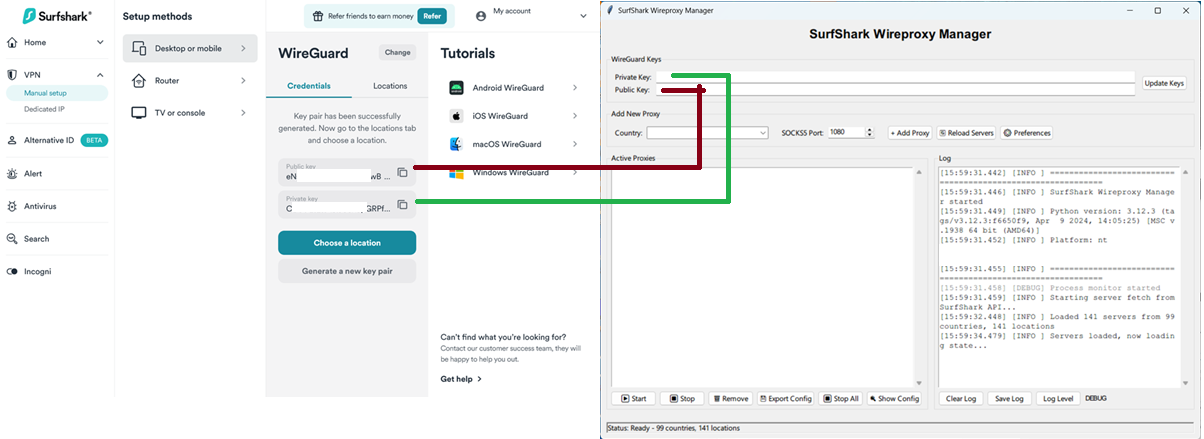 Surfshark®
Home
VPN
Manual setup
Dedicated IP
Alternative ID
BETA
Alert
Antivirus
Search
Incogni
Setup methods
Desktop or mobile
Router
TV or console
Refer friends to earn money
Refer
My account
WireGuard
Change
Credentials
Locations
Key pair has been successfully
generated. Now go to the locations tab
and choose a location.
Public key
eN
wB ...
Private key
C
GRPf...
Choose a location
Generate a new key pair
Tutorials
Android WireGuard
iOS WireGuard
macOS WireGuard
Windows WireGuard
Can't find what you're looking for?
Contact our customer success team, they will
be happy to help you out.
Get help
SurfShark Wireproxy Manager
SurfShark Wireproxy Manager
WireGuard Keys
Private Key:
Public Key:
Update Keys
Add New Proxy
Country:
SOCKS5 Port:
1080
+ Add Proxy
Reload Servers
Preferences
Active Proxies
Start
Stop
Remove
Export Config
Stop All
Show Config
Log
[15:59:31.442] [INFO ] ==========================
==================================
[15:59:31.446] [INFO ] SurfShark Wireproxy Manage
r started
[15:59:31.449] [INFO ] Python version: 3.12.3 (ta
gs/v3.12.3:f6650f9, Apr  9 2024, 14:05:25) [MSC v
.1938 64 bit (AMD64)]
[15:59:31.452] [INFO ] Platform: nt
[15:59:31.455] [INFO ] ==========================
==================================
[15:59:31.458] [DEBUG] Process monitor started
[15:59:31.459] [INFO ] Starting server fetch from
SurfShark API...
[15:59:32.448] [INFO ] Loaded 141 servers from 99
countries, 141 locations
[15:59:34.479] [INFO ] Servers loaded, now loadin
g state...
Clear Log
Save Log
Log Level
DEBUG
Status: Ready - 99 countries, 141 locations